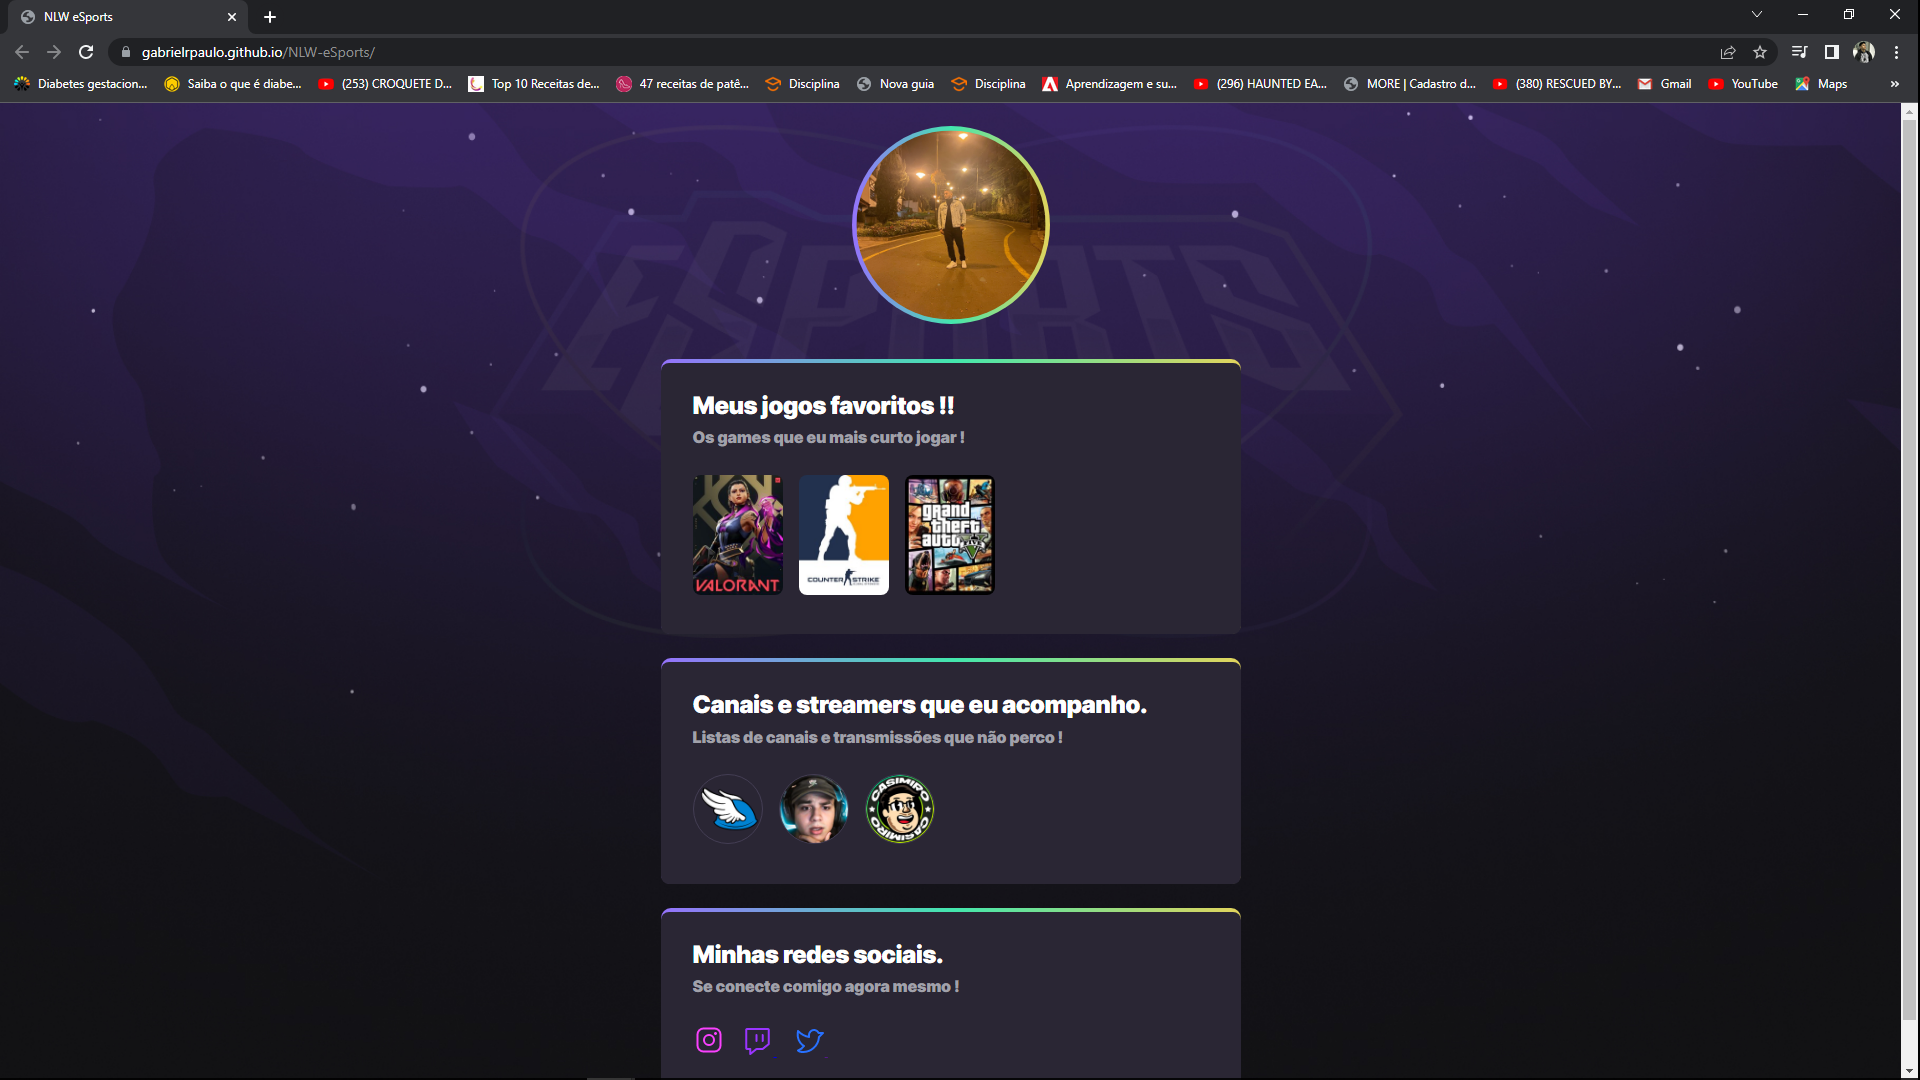 NLW eSports
gabrielrpaulo.github.io/NLW-eSports/
Diabetes gestacion...
Saiba o que é diabe...
(253) CROQUETE D...
Top 10 Receitas de...
47 receitas de patê...
Disciplina
Nova guia
Disciplina
Aprendizagem e su...
(296) HAUNTED EA...
MORE | Cadastro d...
(380) RESCUED BY...
Gmail
YouTube
Maps
»
ESPORTS
Meus jogos favoritos !!
Os games que eu mais curto jogar !
VALORANT
COUNTER STRIKE
grand
theft
auto
V
Canais e streamers que eu acompanho.
Listas de canais e transmissões que não perco !
CASIMIRO
CASIMIRO
Minhas redes sociais.
Se conecte comigo agora mesmo !